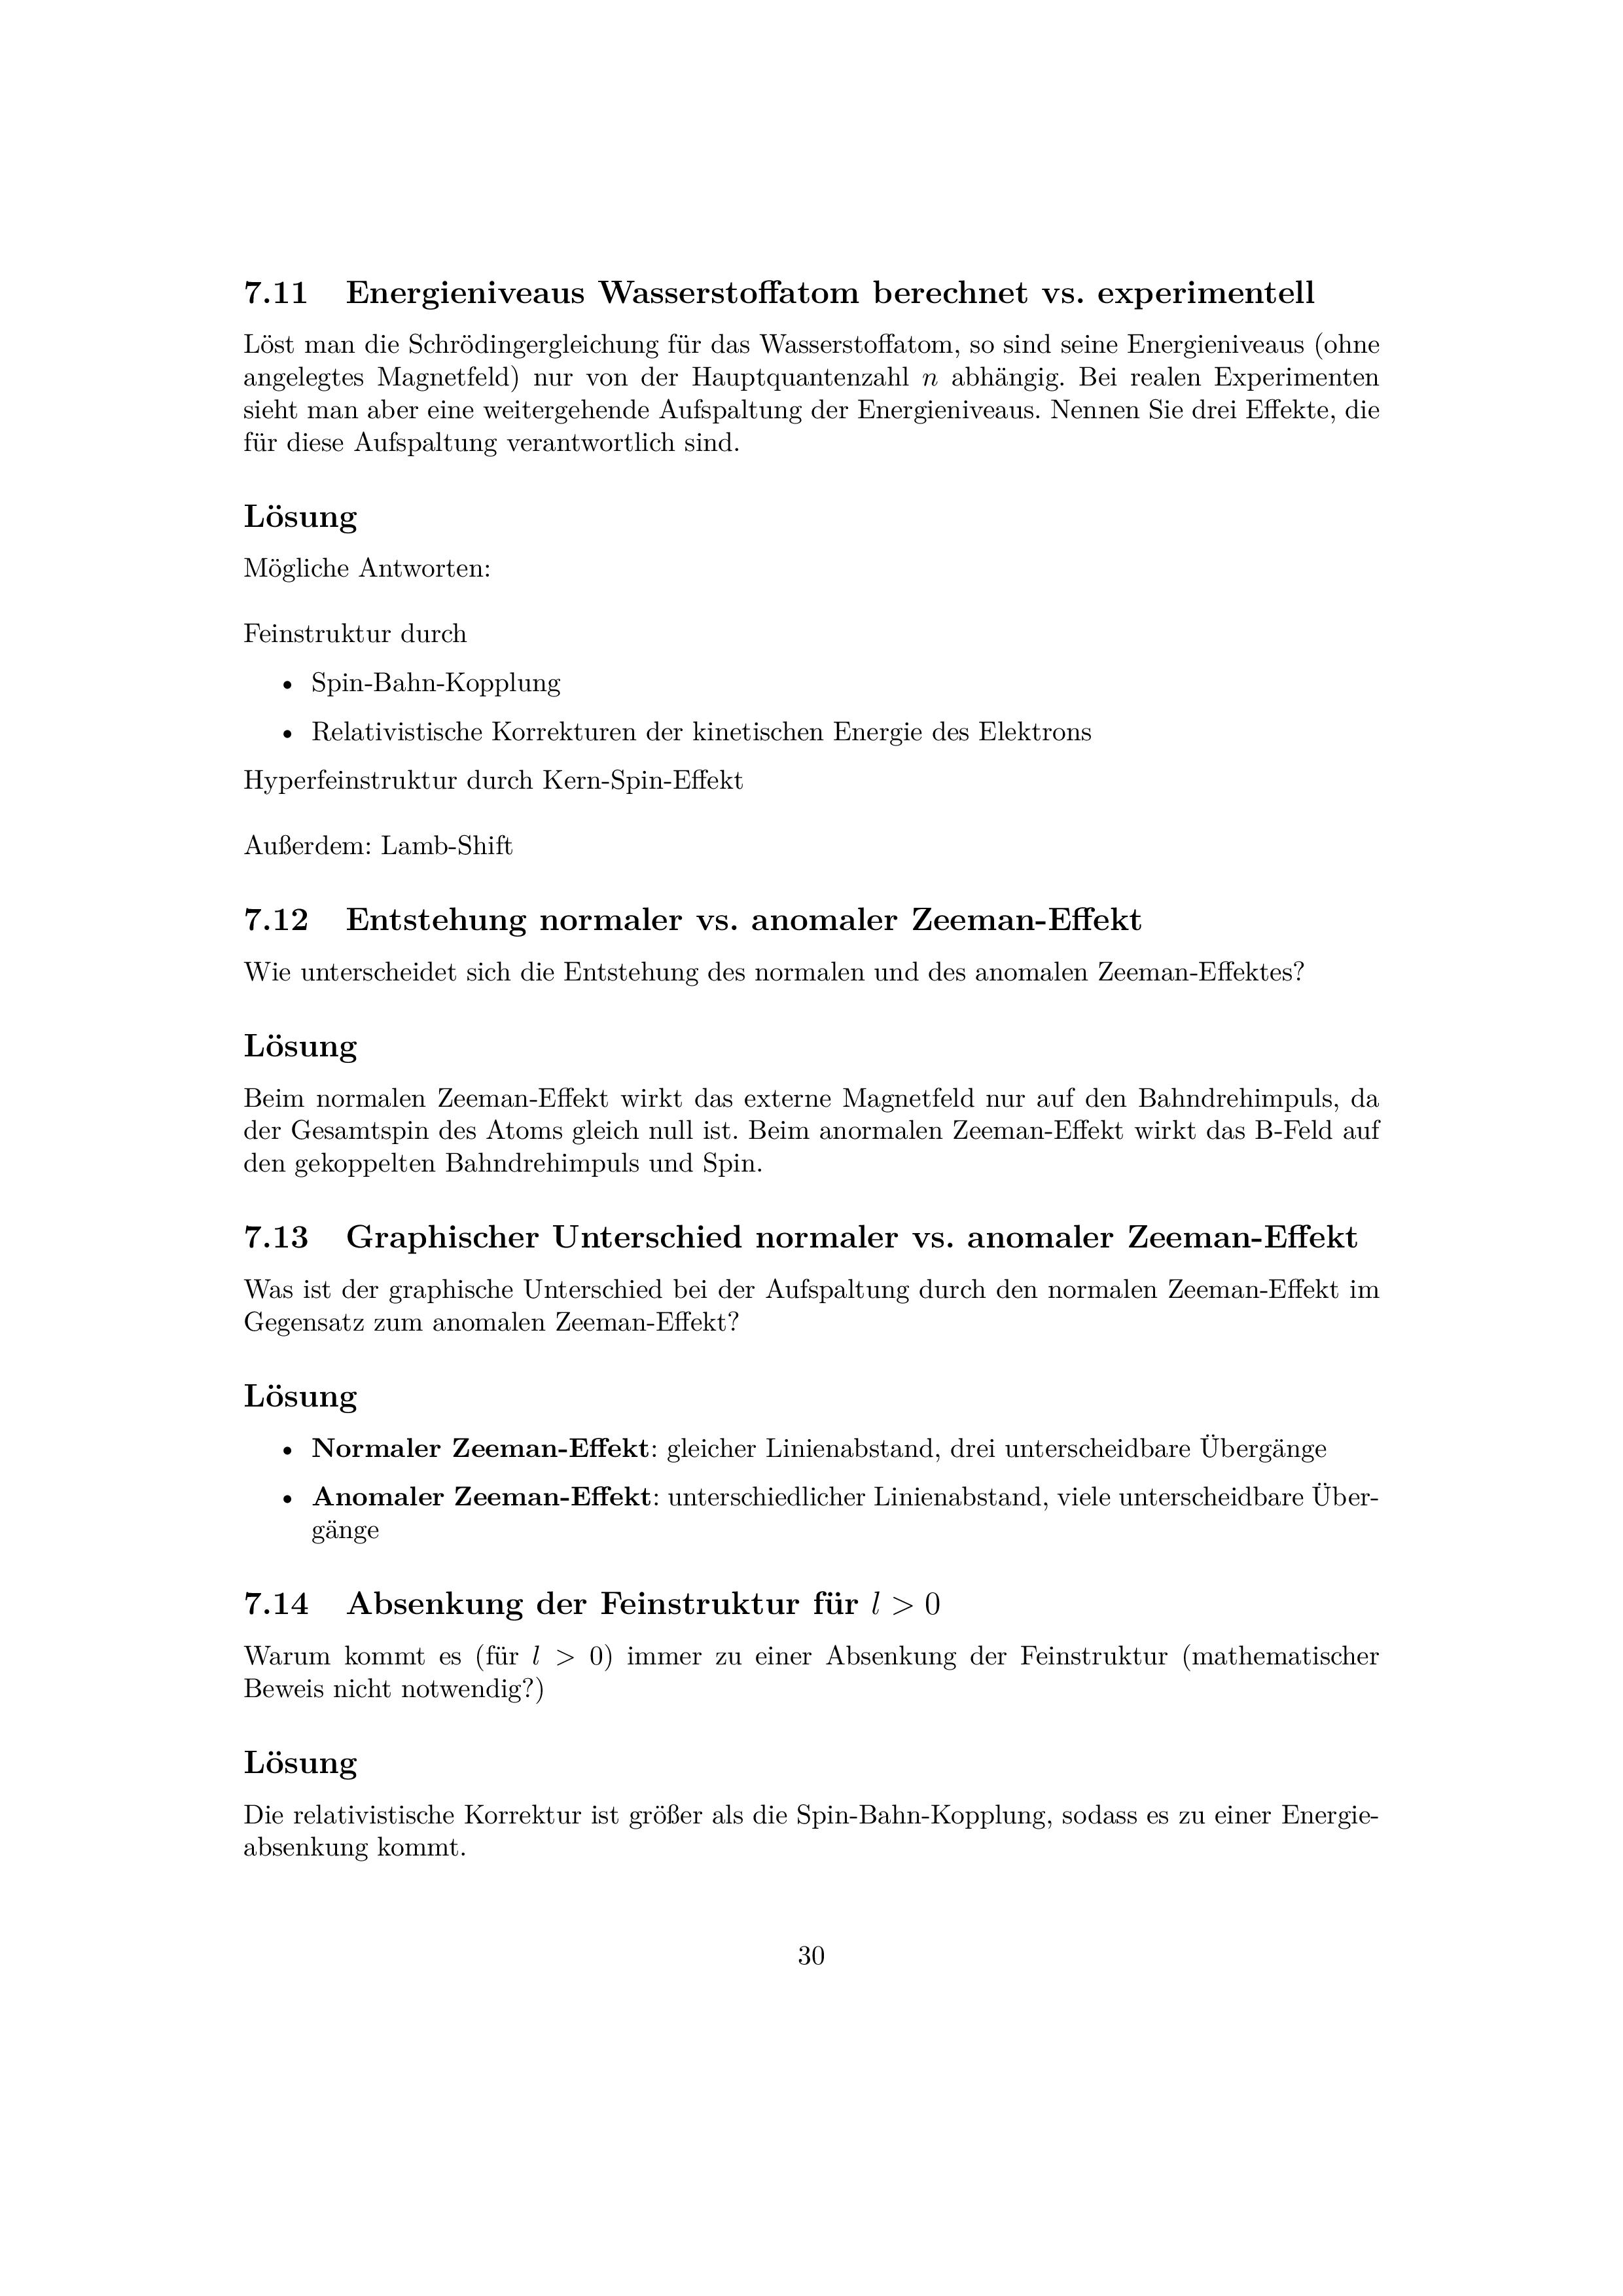 7.11 Energieniveaus Wasserstoffatom berechnet vs. experimentell
Löst man die Schrödingergleichung für das Wasserstoffatom, so sind seine Energieniveaus (ohne
angelegtes Magnetfeld) nur von der Hauptquantenzahl n abhängig. Bei realen Experimenten
sieht man aber eine weitergehende Aufspaltung der Energieniveaus. Nennen Sie drei Effekte, die
für diese Aufspaltung verantwortlich sind.
Lösung
Mögliche Antworten:
Feinstruktur durch
• Spin-Bahn-Kopplung
• Relativistische Korrekturen der kinetischen Energie des Elektrons
Hyperfeinstruktur durch Kern-Spin-Effekt
Außerdem: Lamb-Shift
7.12 Entstehung normaler vs. anomaler Zeeman-Effekt
Wie unterscheidet sich die Entstehung des normalen und des anomalen Zeeman-Effektes?
Lösung
Beim normalen Zeeman-Effekt wirkt das externe Magnetfeld nur auf den Bahndrehimpuls, da
der Gesamtspin des Atoms gleich null ist. Beim anormalen Zeeman-Effekt wirkt das B-Feld auf
den gekoppelten Bahndrehimpuls und Spin.
7.13 Graphischer Unterschied normaler vs. anomaler Zeeman-Effekt
Was ist der graphische Unterschied bei der Aufspaltung durch den normalen Zeeman-Effekt im
Gegensatz zum anomalen Zeeman-Effekt?
Lösung
• Normaler Zeeman-Effekt: gleicher Linienabstand, drei unterscheidbare Übergänge
• Anomaler Zeeman-Effekt: unterschiedlicher Linienabstand, viele unterscheidbare Über-
gänge
7.14 Absenkung der Feinstruktur für l > 0
Warum kommt es (für l > 0) immer zu einer Absenkung der Feinstruktur (mathematischer
Beweis nicht notwendig?)
Lösung
Die relativistische Korrektur ist größer als die Spin-Bahn-Kopplung, sodass es zu einer Energie-
absenkung kommt.
30